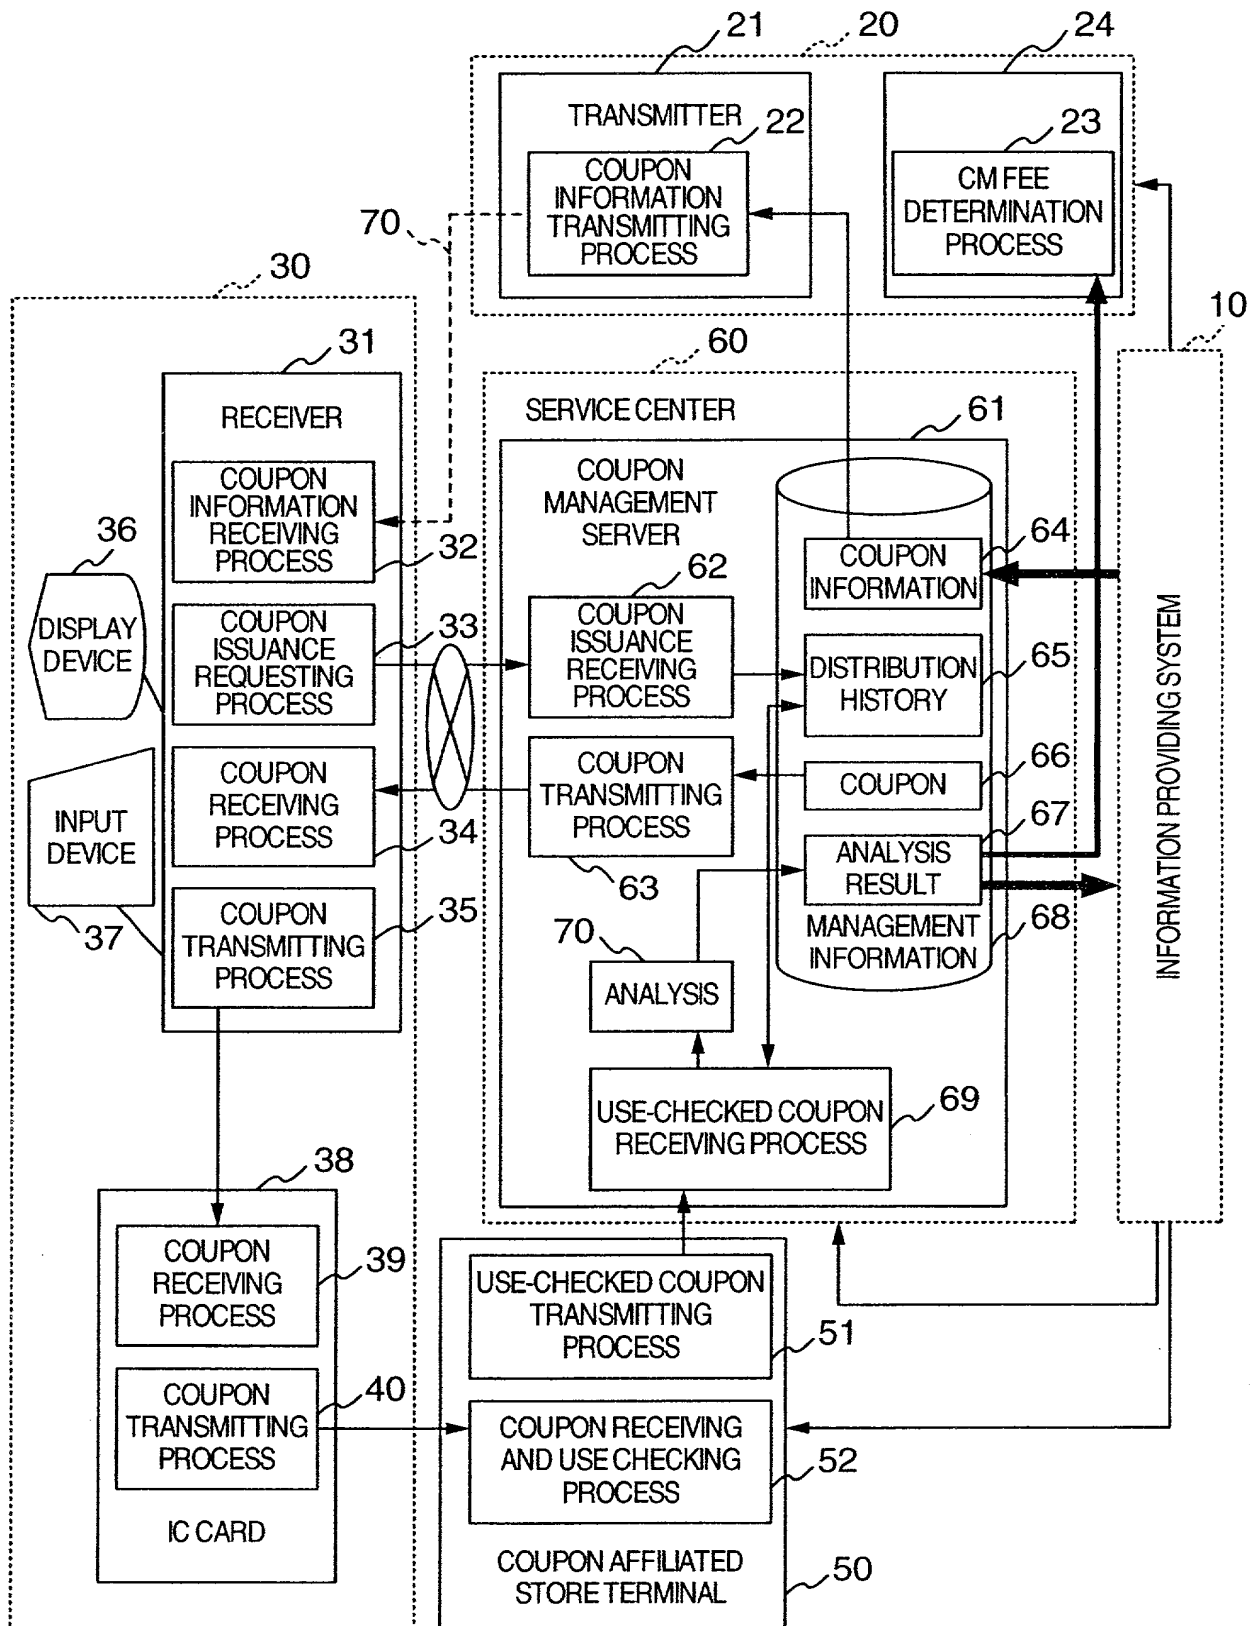 21
20
24
TRANSMITTER
22
COUPON
INFORMATION
TRANSMITTING
PROCESS
23
CM FEE
DETERMINATION
PROCESS
70
30
10
31
RECEIVER
COUPON
INFORMATION
RECEIVING
PROCESS
32
36
DISPLAY
DEVICE
COUPON
ISSUANCE
REQUESTING
PROCESS
33
COUPON
RECEIVING
PROCESS
34
INPUT
DEVICE
37
COUPON
TRANSMITTING
PROCESS
35
60
SERVICE CENTER
61
COUPON
MANAGEMENT
SERVER
62
COUPON
ISSUANCE
RECEIVING
PROCESS
COUPON
TRANSMITTING
PROCESS
63
COUPON
INFORMATION
64
DISTRIBUTION
HISTORY
65
COUPON
66
ANALYSIS
RESULT
67
MANAGEMENT
INFORMATION
68
70
ANALYSIS
USE-CHECKED COUPON
RECEIVING PROCESS
69
INFORMATION PROVIDING SYSTEM
38
COUPON
RECEIVING
PROCESS
39
COUPON
TRANSMITTING
PROCESS
40
IC CARD
USE-CHECKED COUPON
TRANSMITTING
PROCESS
51
COUPON RECEIVING
AND USE CHECKING
PROCESS
52
COUPON AFFILIATED
STORE TERMINAL
50